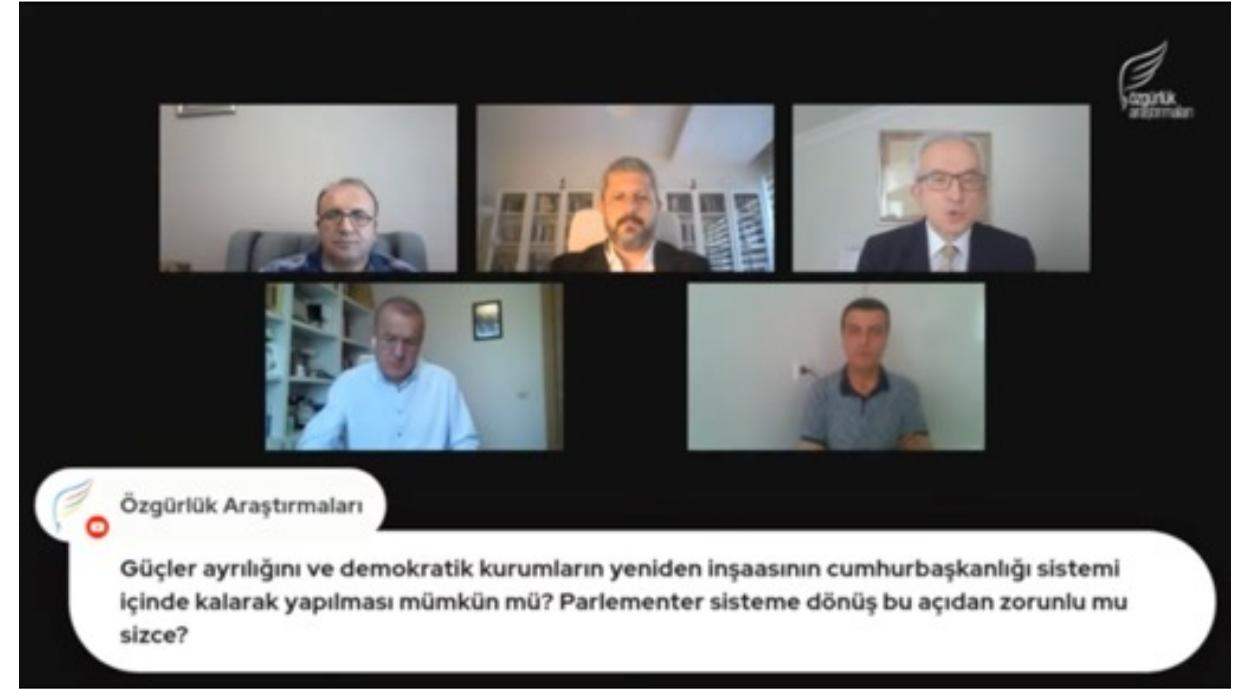 özgürlük
araştırmaları
Özgürlük Araştırmaları
Güçler ayrılığını ve demokratik kurumların yeniden inşaasının cumhurbaşkanlığı sistemi
içinde kalarak yapılması mümkün mü? Parlementer sisteme dönüş bu açıdan zorunlu mu
sizce?